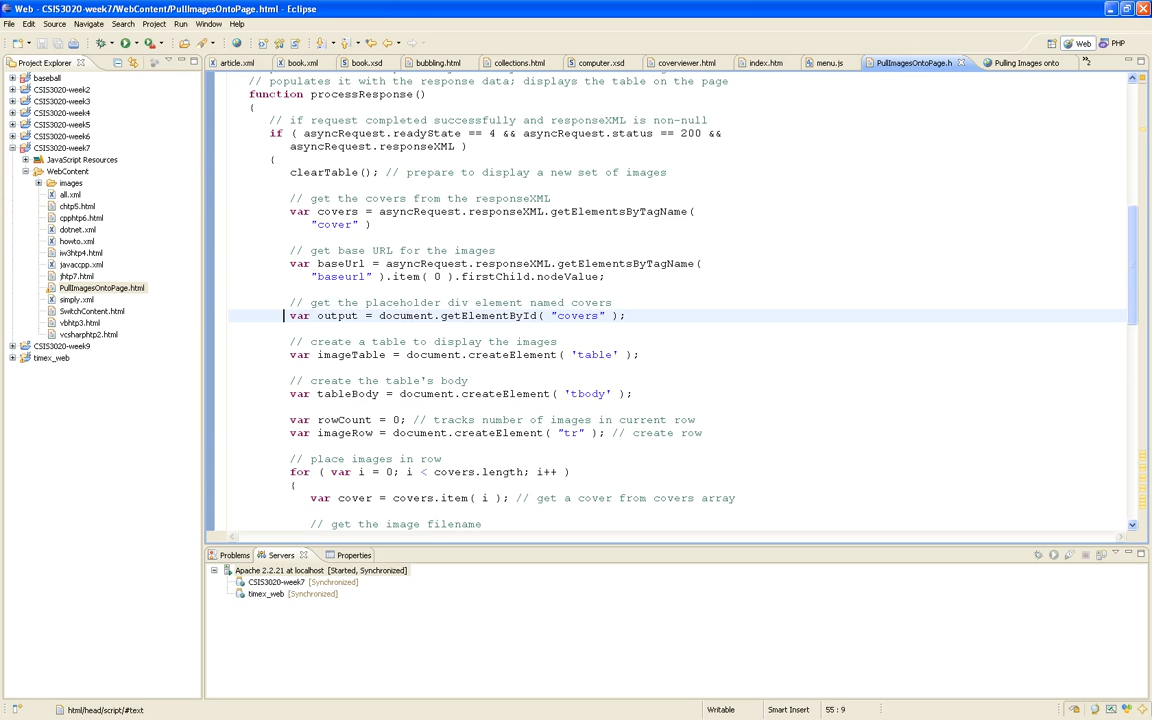 Web - CSIS3020-week7/WebContent/PullImagesOntoPage.html - Eclipse
File Edit Source Navigate Search Project Run Window Help
Web PHP
Project Explorer
article.xml book.xml book.xsd bubbling.html collections.html computer.xsd coverviewer.html index.htm menu.js PullImagesOntoPage.h Pulling Images onto »2
baseball
CSIS3020-week2
CSIS3020-week3
CSIS3020-week4
CSIS3020-week5
CSIS3020-week6
CSIS3020-week7
JavaScript Resources
WebContent
images
all.xml
chtp5.html
cpphtp6.html
dotnet.xml
howto.xml
iw3htp4.html
javaccpp.xml
jhtp7.html
PullImagesOntoPage.html
simply.xml
SwitchContent.html
vbhtp3.html
vcsharphtp2.html
CSIS3020-week9
timex_web
// populates it with the response data; displays the table on the page
function processResponse()
{
// if request completed successfully and responseXML is non-null
if ( asyncRequest.readyState == 4 && asyncRequest.status == 200 &&
asyncRequest.responseXML )
{
clearTable(); // prepare to display a new set of images
// get the covers from the responseXML
var covers = asyncRequest.responseXML.getElementsByTagName(
"cover" )
// get base URL for the images
var baseUrl = asyncRequest.responseXML.getElementsByTagName(
"baseurl" ).item( 0 ).firstChild.nodeValue;
// get the placeholder div element named covers
var output = document.getElementById( "covers" );
// create a table to display the images
var imageTable = document.createElement( 'table' );
// create the table's body
var tableBody = document.createElement( 'tbody' );
var rowCount = 0; // tracks number of images in current row
var imageRow = document.createElement( "tr" ); // create row
// place images in row
for ( var i = 0; i < covers.length; i++ )
{
var cover = covers.item( i ); // get a cover from covers array
// get the image filename
Problems Servers Properties
Apache 2.2.21 at localhost [Started, Synchronized]
CSIS3020-week7 [Synchronized]
timex_web [Synchronized]
html/head/script/#text Writable Smart Insert 55 : 9